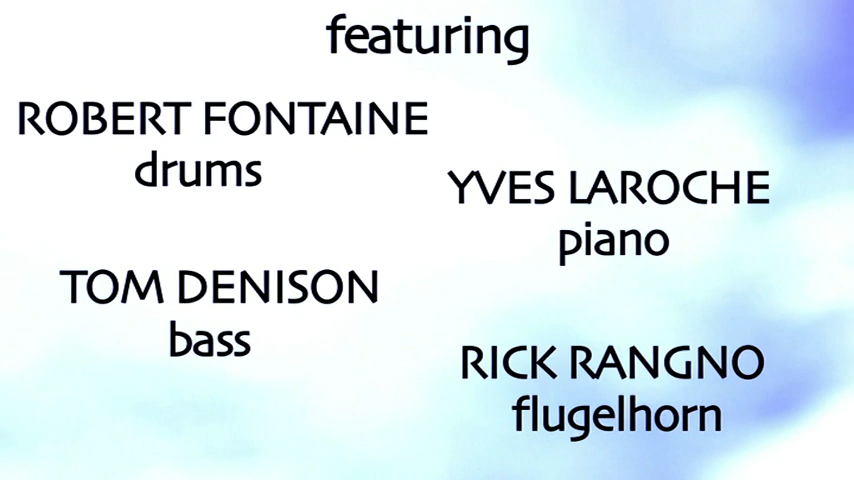 featuring
ROBERT FONTAINE
drums
YVES LAROCHE
piano
TOM DENISON
bass
RICK RANGNO
flugelhorn